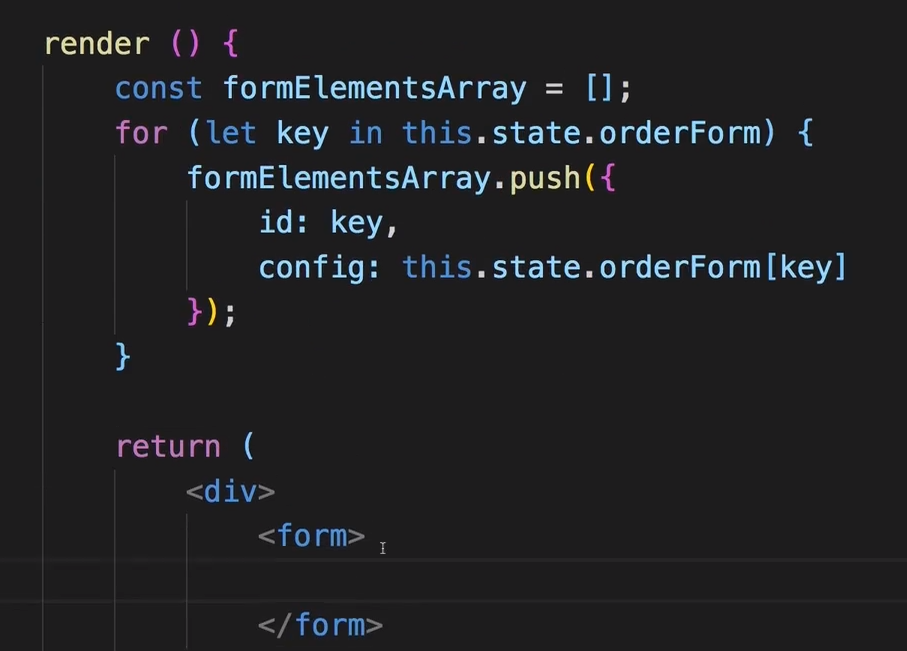 render () {
const formElementsArray = [];
for (let key in this.state.orderForm) {
formElementsArray.push({
id: key,
config: this.state.orderForm[key]
});
}
return (
<div>
<form>
</form>